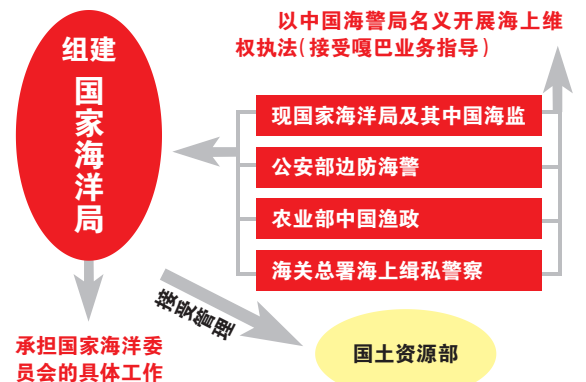 以中国海警局名义开展海上维
权执法(接受嘎巴业务指导)
组建
国家海洋局
现国家海洋局及其中国海监
公安部边防海警
农业部中国渔政
海关总署海上缉私警察
接受管理
承担国家海洋委
员会的具体工作
国土资源部